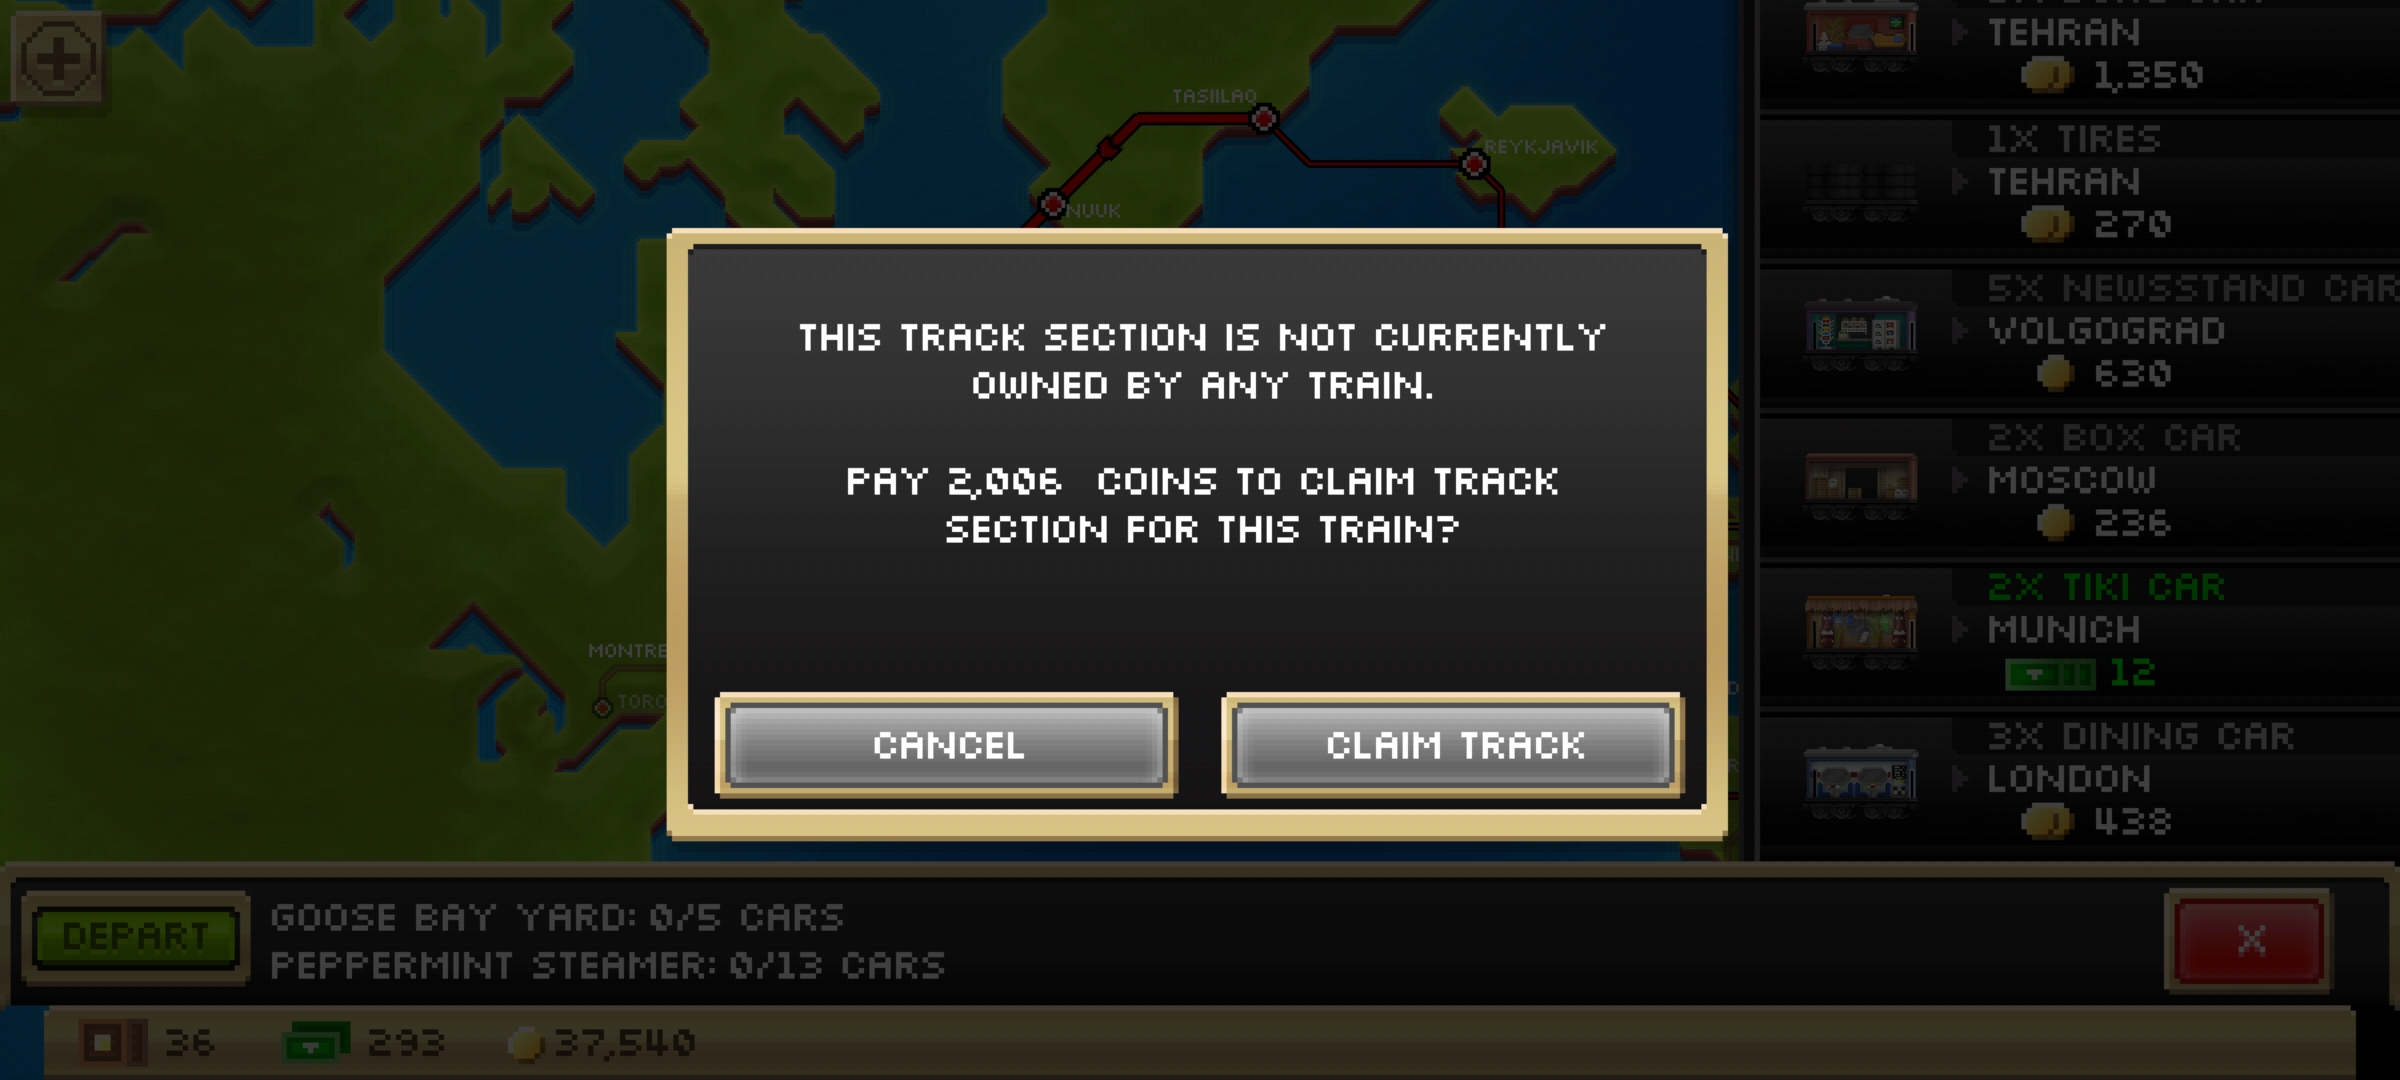 TASIILAQ
REYKJAVIK
NUUK
MONTRE
TORO
THIS TRACK SECTION IS NOT CURRENTLY
OWNED BY ANY TRAIN.
PAY 2,006 COINS TO CLAIM TRACK
SECTION FOR THIS TRAIN?
CANCEL
CLAIM TRACK
TEHRAN
1,350
1X TIRES
TEHRAN
270
5X NEWSSTAND CAR
VOLGOGRAD
630
2X BOX CAR
MOSCOW
236
2X TIKI CAR
MUNICH
12
3X DINING CAR
LONDON
438
DEPART
GOOSE BAY YARD: 0/5 CARS
PEPPERMINT STEAMER: 0/13 CARS
X
36
293
37,540